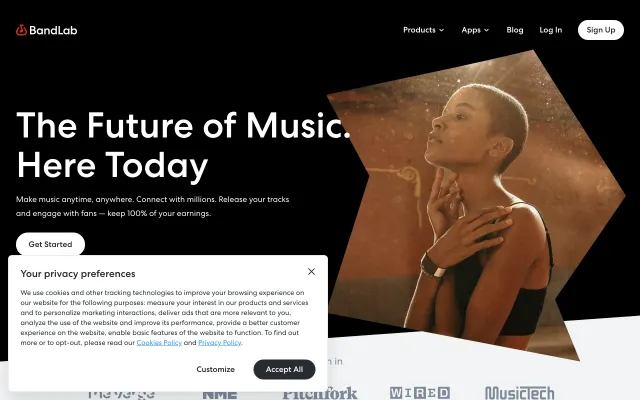 BandLab
Products
Apps
Blog
Log In
Sign Up
The Future of Music.
Here Today
Make music anytime, anywhere. Connect with millions. Release your tracks
and engage with fans — keep 100% of your earnings.
Get Started
Your privacy preferences
We use cookies and other tracking technologies to improve your browsing experience on
our website for the following purposes: measure your interest in our products and services
and to personalize marketing interactions, deliver ads that are more relevant to you,
analyze the use of the website and improve its performance, provide a better customer
experience on the website, enable basic features of the website to function. To find out
more or to opt-out, please read our Cookies Policy and Privacy Policy.
Customize
Accept All
in
NME
Pitchfork
WIRED
MusicTech